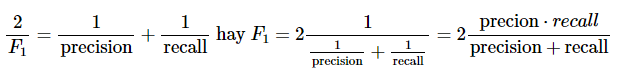 2/F₁ = 1/precision + 1/recall hay F₁ = 2 1/(1/precision + 1/recall) = 2 (precion · recall)/(precision + recall)